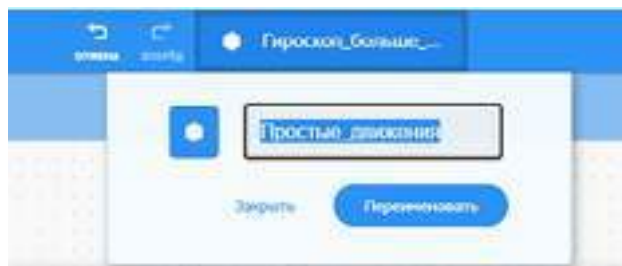 отмена
Гироскоп_больше_...
Простые_движения
Закрыть Переименовать